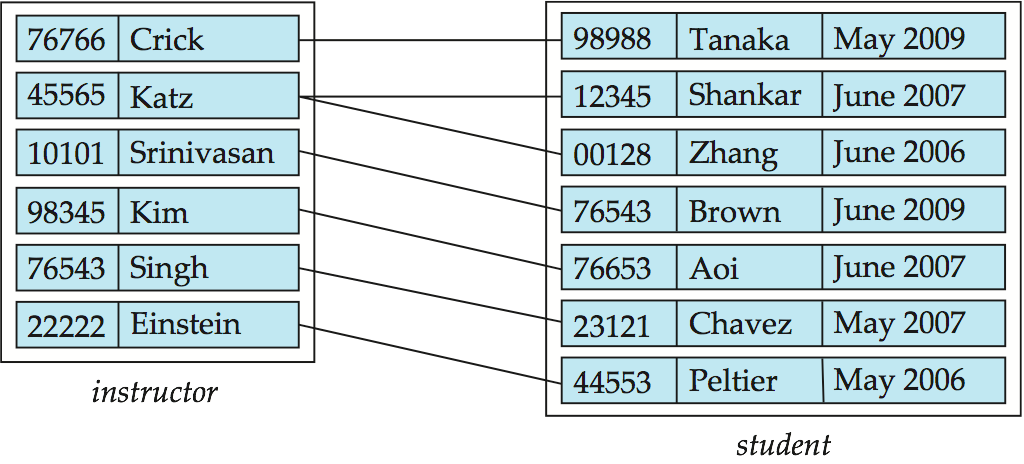 76766 Crick
45565 Katz
10101 Srinivasan
98345 Kim
76543 Singh
22222 Einstein
instructor
98988 Tanaka May 2009
12345 Shankar June 2007
00128 Zhang June 2006
76543 Brown June 2009
76653 Aoi June 2007
23121 Chavez May 2007
44553 Peltier May 2006
student